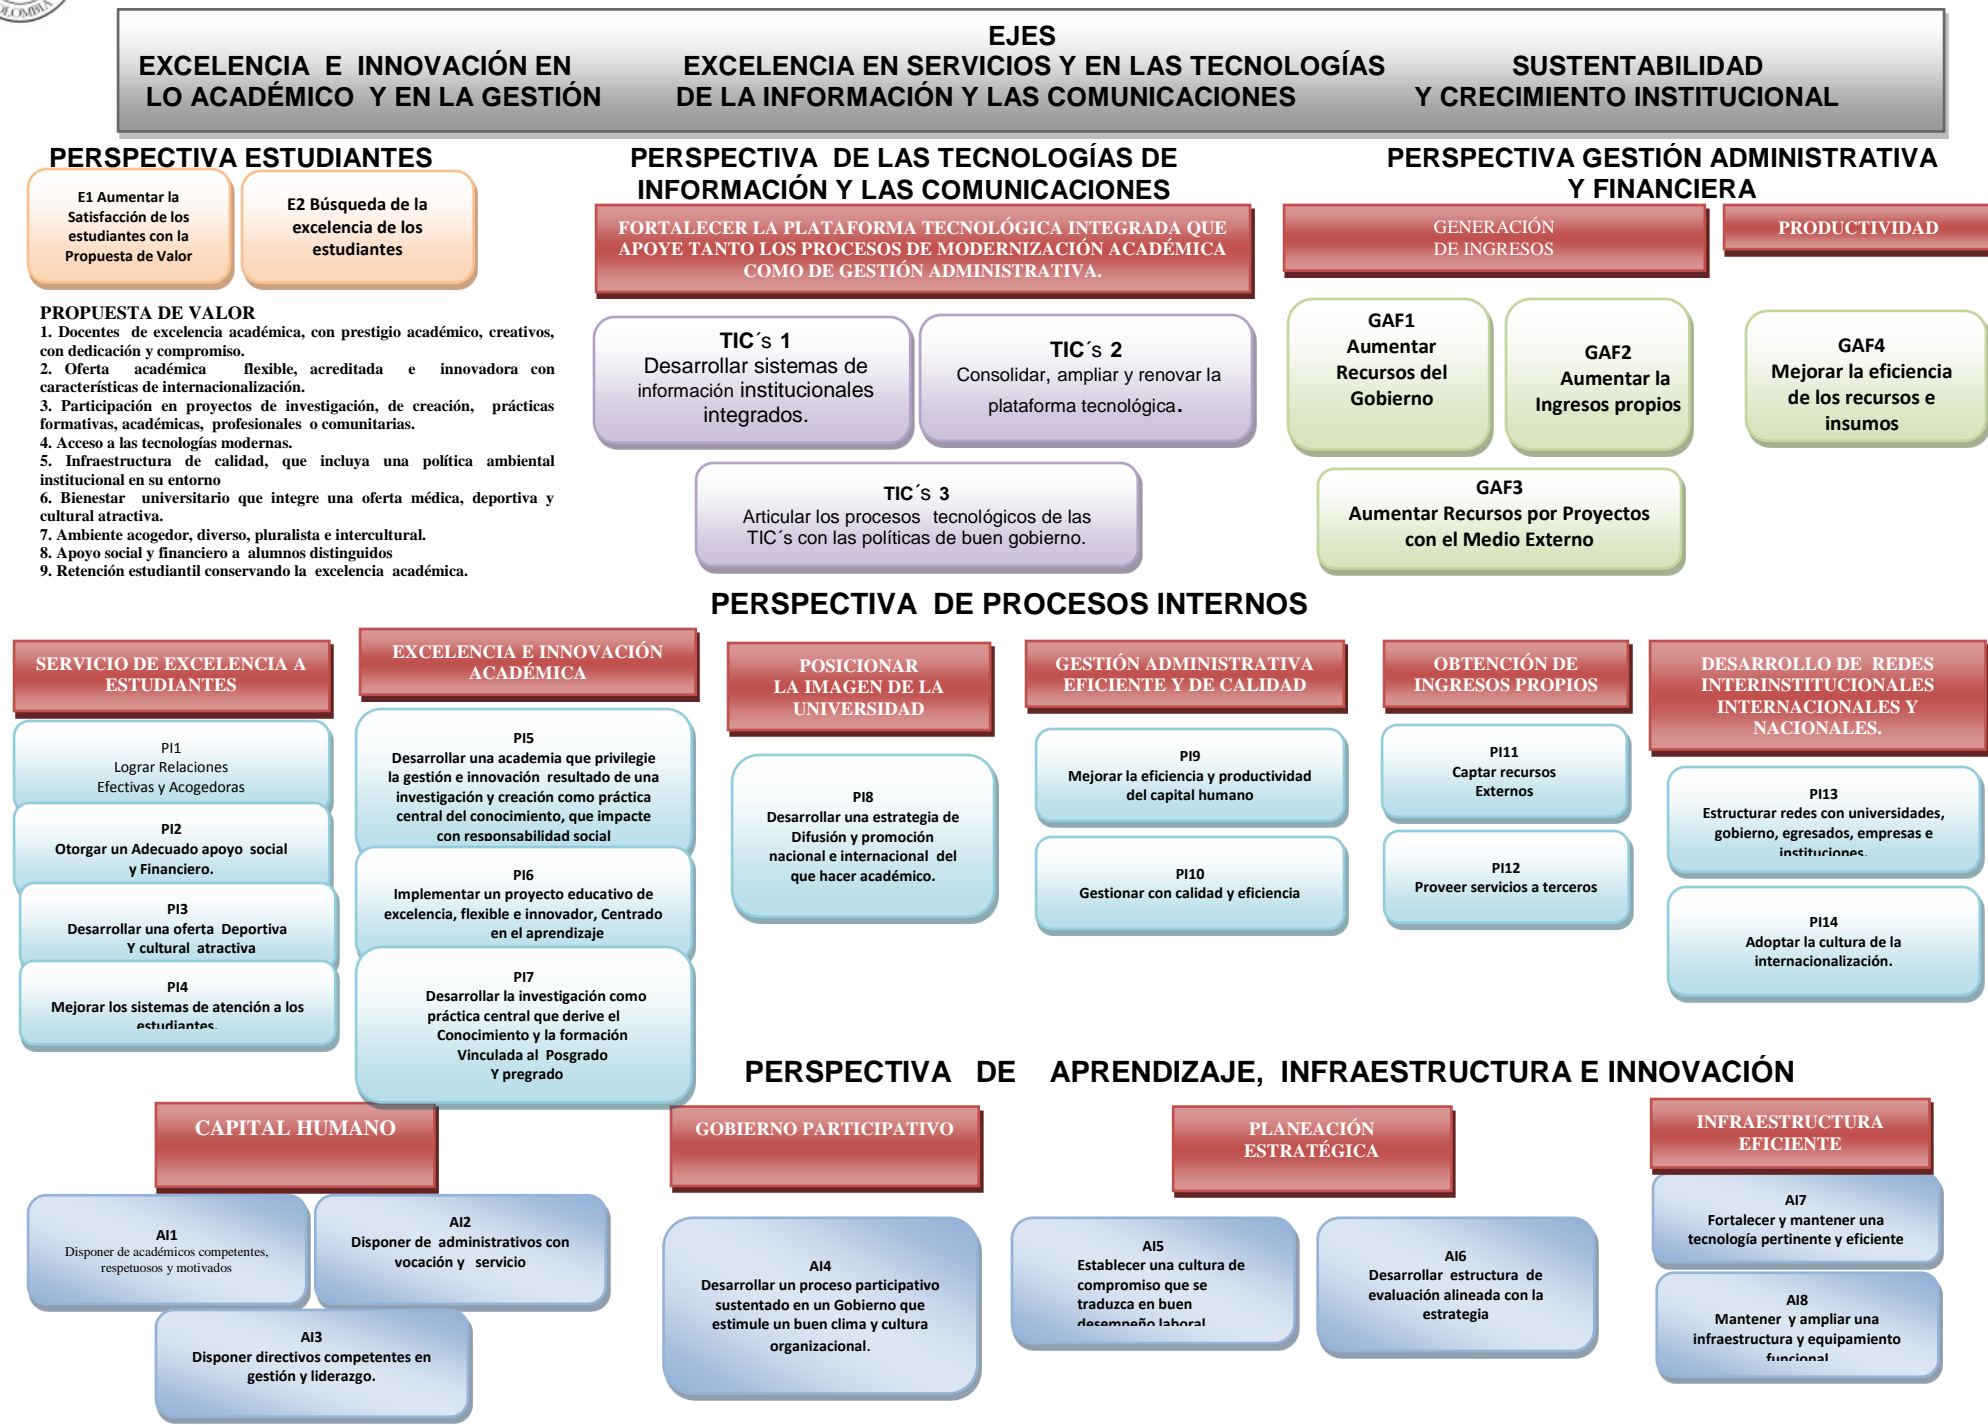 COLOMBIA
EJES
EXCELENCIA E INNOVACIÓN EN
LO ACADÉMICO Y EN LA GESTIÓN
EXCELENCIA EN SERVICIOS Y EN LAS TECNOLOGÍAS
DE LA INFORMACIÓN Y LAS COMUNICACIONES
SUSTENTABILIDAD
Y CRECIMIENTO INSTITUCIONAL
PERSPECTIVA ESTUDIANTES
E1 Aumentar la
Satisfacción de los
estudiantes con la
Propuesta de Valor
E2 Búsqueda de la
excelencia de los
estudiantes
PROPUESTA DE VALOR
1. Docentes de excelencia académica, con prestigio académico, creativos,
con dedicación y compromiso.
2. Oferta académica flexible, acreditada e innovadora con
características de internacionalización.
3. Participación en proyectos de investigación, de creación, prácticas
formativas, académicas, profesionales o comunitarias.
4. Acceso a las tecnologías modernas.
5. Infraestructura de calidad, que incluya una política ambiental
institucional en su entorno
6. Bienestar universitario que integre una oferta médica, deportiva y
cultural atractiva.
7. Ambiente acogedor, diverso, pluralista e intercultural.
8. Apoyo social y financiero a alumnos distinguidos
9. Retención estudiantil conservando la excelencia académica.
PERSPECTIVA DE LAS TECNOLOGÍAS DE
INFORMACIÓN Y LAS COMUNICACIONES
FORTALECER LA PLATAFORMA TECNOLÓGICA INTEGRADA QUE
APOYE TANTO LOS PROCESOS DE MODERNIZACIÓN ACADÉMICA
COMO DE GESTIÓN ADMINISTRATIVA.
TIC´s 1
Desarrollar sistemas de
información institucionales
integrados.
TIC´s 2
Consolidar, ampliar y renovar la
plataforma tecnológica.
TIC´s 3
Articular los procesos tecnológicos de las
TIC´s con las políticas de buen gobierno.
PERSPECTIVA GESTIÓN ADMINISTRATIVA
Y FINANCIERA
GENERACIÓN
DE INGRESOS
PRODUCTIVIDAD
GAF1
Aumentar
Recursos del
Gobierno
GAF2
Aumentar la
Ingresos propios
GAF4
Mejorar la eficiencia
de los recursos e
insumos
GAF3
Aumentar Recursos por Proyectos
con el Medio Externo
PERSPECTIVA DE PROCESOS INTERNOS
SERVICIO DE EXCELENCIA A
ESTUDIANTES
PI1
Lograr Relaciones
Efectivas y Acogedoras
PI2
Otorgar un Adecuado apoyo social
y Financiero.
PI3
Desarrollar una oferta Deportiva
Y cultural atractiva
PI4
Mejorar los sistemas de atención a los
estudiantes.
EXCELENCIA E INNOVACIÓN
ACADÉMICA
PI5
Desarrollar una academia que privilegie
la gestión e innovación resultado de una
investigación y creación como práctica
central del conocimiento, que impacte
con responsabilidad social
PI6
Implementar un proyecto educativo de
excelencia, flexible e innovador, Centrado
en el aprendizaje
PI7
Desarrollar la investigación como
práctica central que derive el
Conocimiento y la formación
Vinculada al Posgrado
Y pregrado
POSICIONAR
LA IMAGEN DE LA
UNIVERSIDAD
PI8
Desarrollar una estrategia de
Difusión y promoción
nacional e internacional del
que hacer académico.
GESTIÓN ADMINISTRATIVA
EFICIENTE Y DE CALIDAD
PI9
Mejorar la eficiencia y productividad
del capital humano
PI10
Gestionar con calidad y eficiencia
OBTENCIÓN DE
INGRESOS PROPIOS
PI11
Captar recursos
Externos
PI12
Proveer servicios a terceros
DESARROLLO DE REDES
INTERINSTITUCIONALES
INTERNACIONALES Y
NACIONALES.
PI13
Estructurar redes con universidades,
gobierno, egresados, empresas e
instituciones.
PI14
Adoptar la cultura de la
internacionalización.
PERSPECTIVA DE APRENDIZAJE, INFRAESTRUCTURA E INNOVACIÓN
CAPITAL HUMANO
AI1
Disponer de académicos competentes,
respetuosos y motivados
AI2
Disponer de administrativos con
vocación y servicio
AI3
Disponer directivos competentes en
gestión y liderazgo.
GOBIERNO PARTICIPATIVO
AI4
Desarrollar un proceso participativo
sustentado en un Gobierno que
estimule un buen clima y cultura
organizacional.
PLANEACIÓN
ESTRATÉGICA
AI5
Establecer una cultura de
compromiso que se
traduzca en buen
desempeño laboral
AI6
Desarrollar estructura de
evaluación alineada con la
estrategia
INFRAESTRUCTURA
EFICIENTE
AI7
Fortalecer y mantener una
tecnología pertinente y eficiente
AI8
Mantener y ampliar una
infraestructura y equipamiento
funcional